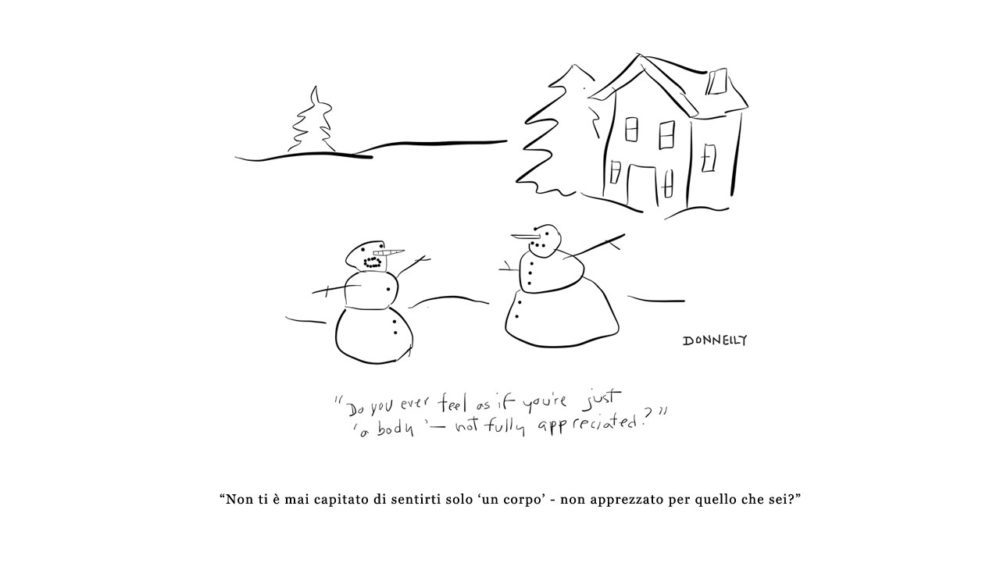 DONNELLY
"Do you ever feel as if you're just
'a body' — not fully appreciated?"
“Non ti è mai capitato di sentirti solo ‘un corpo’ - non apprezzato per quello che sei?”